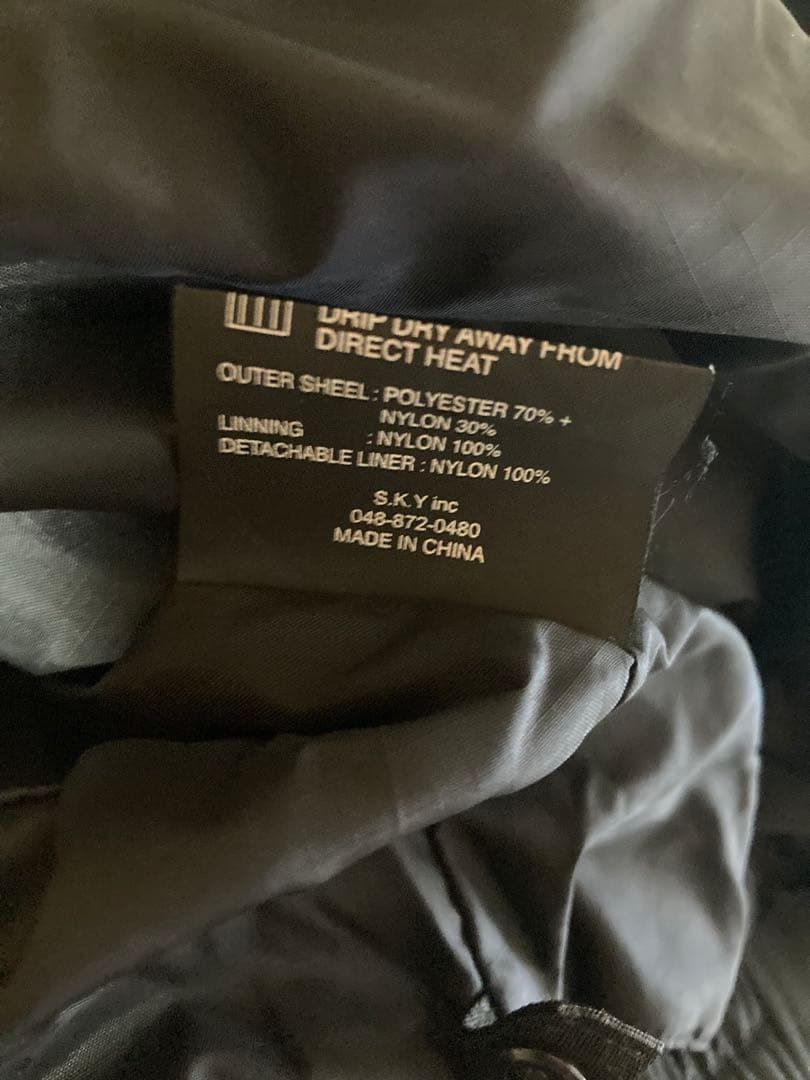 DRIP DRY AWAY FROM
DIRECT HEAT
OUTER SHEEL : POLYESTER 70% +
NYLON 30%
LINNING : NYLON 100%
DETACHABLE LINER : NYLON 100%
S.K.Y inc
048-872-0480
MADE IN CHINA